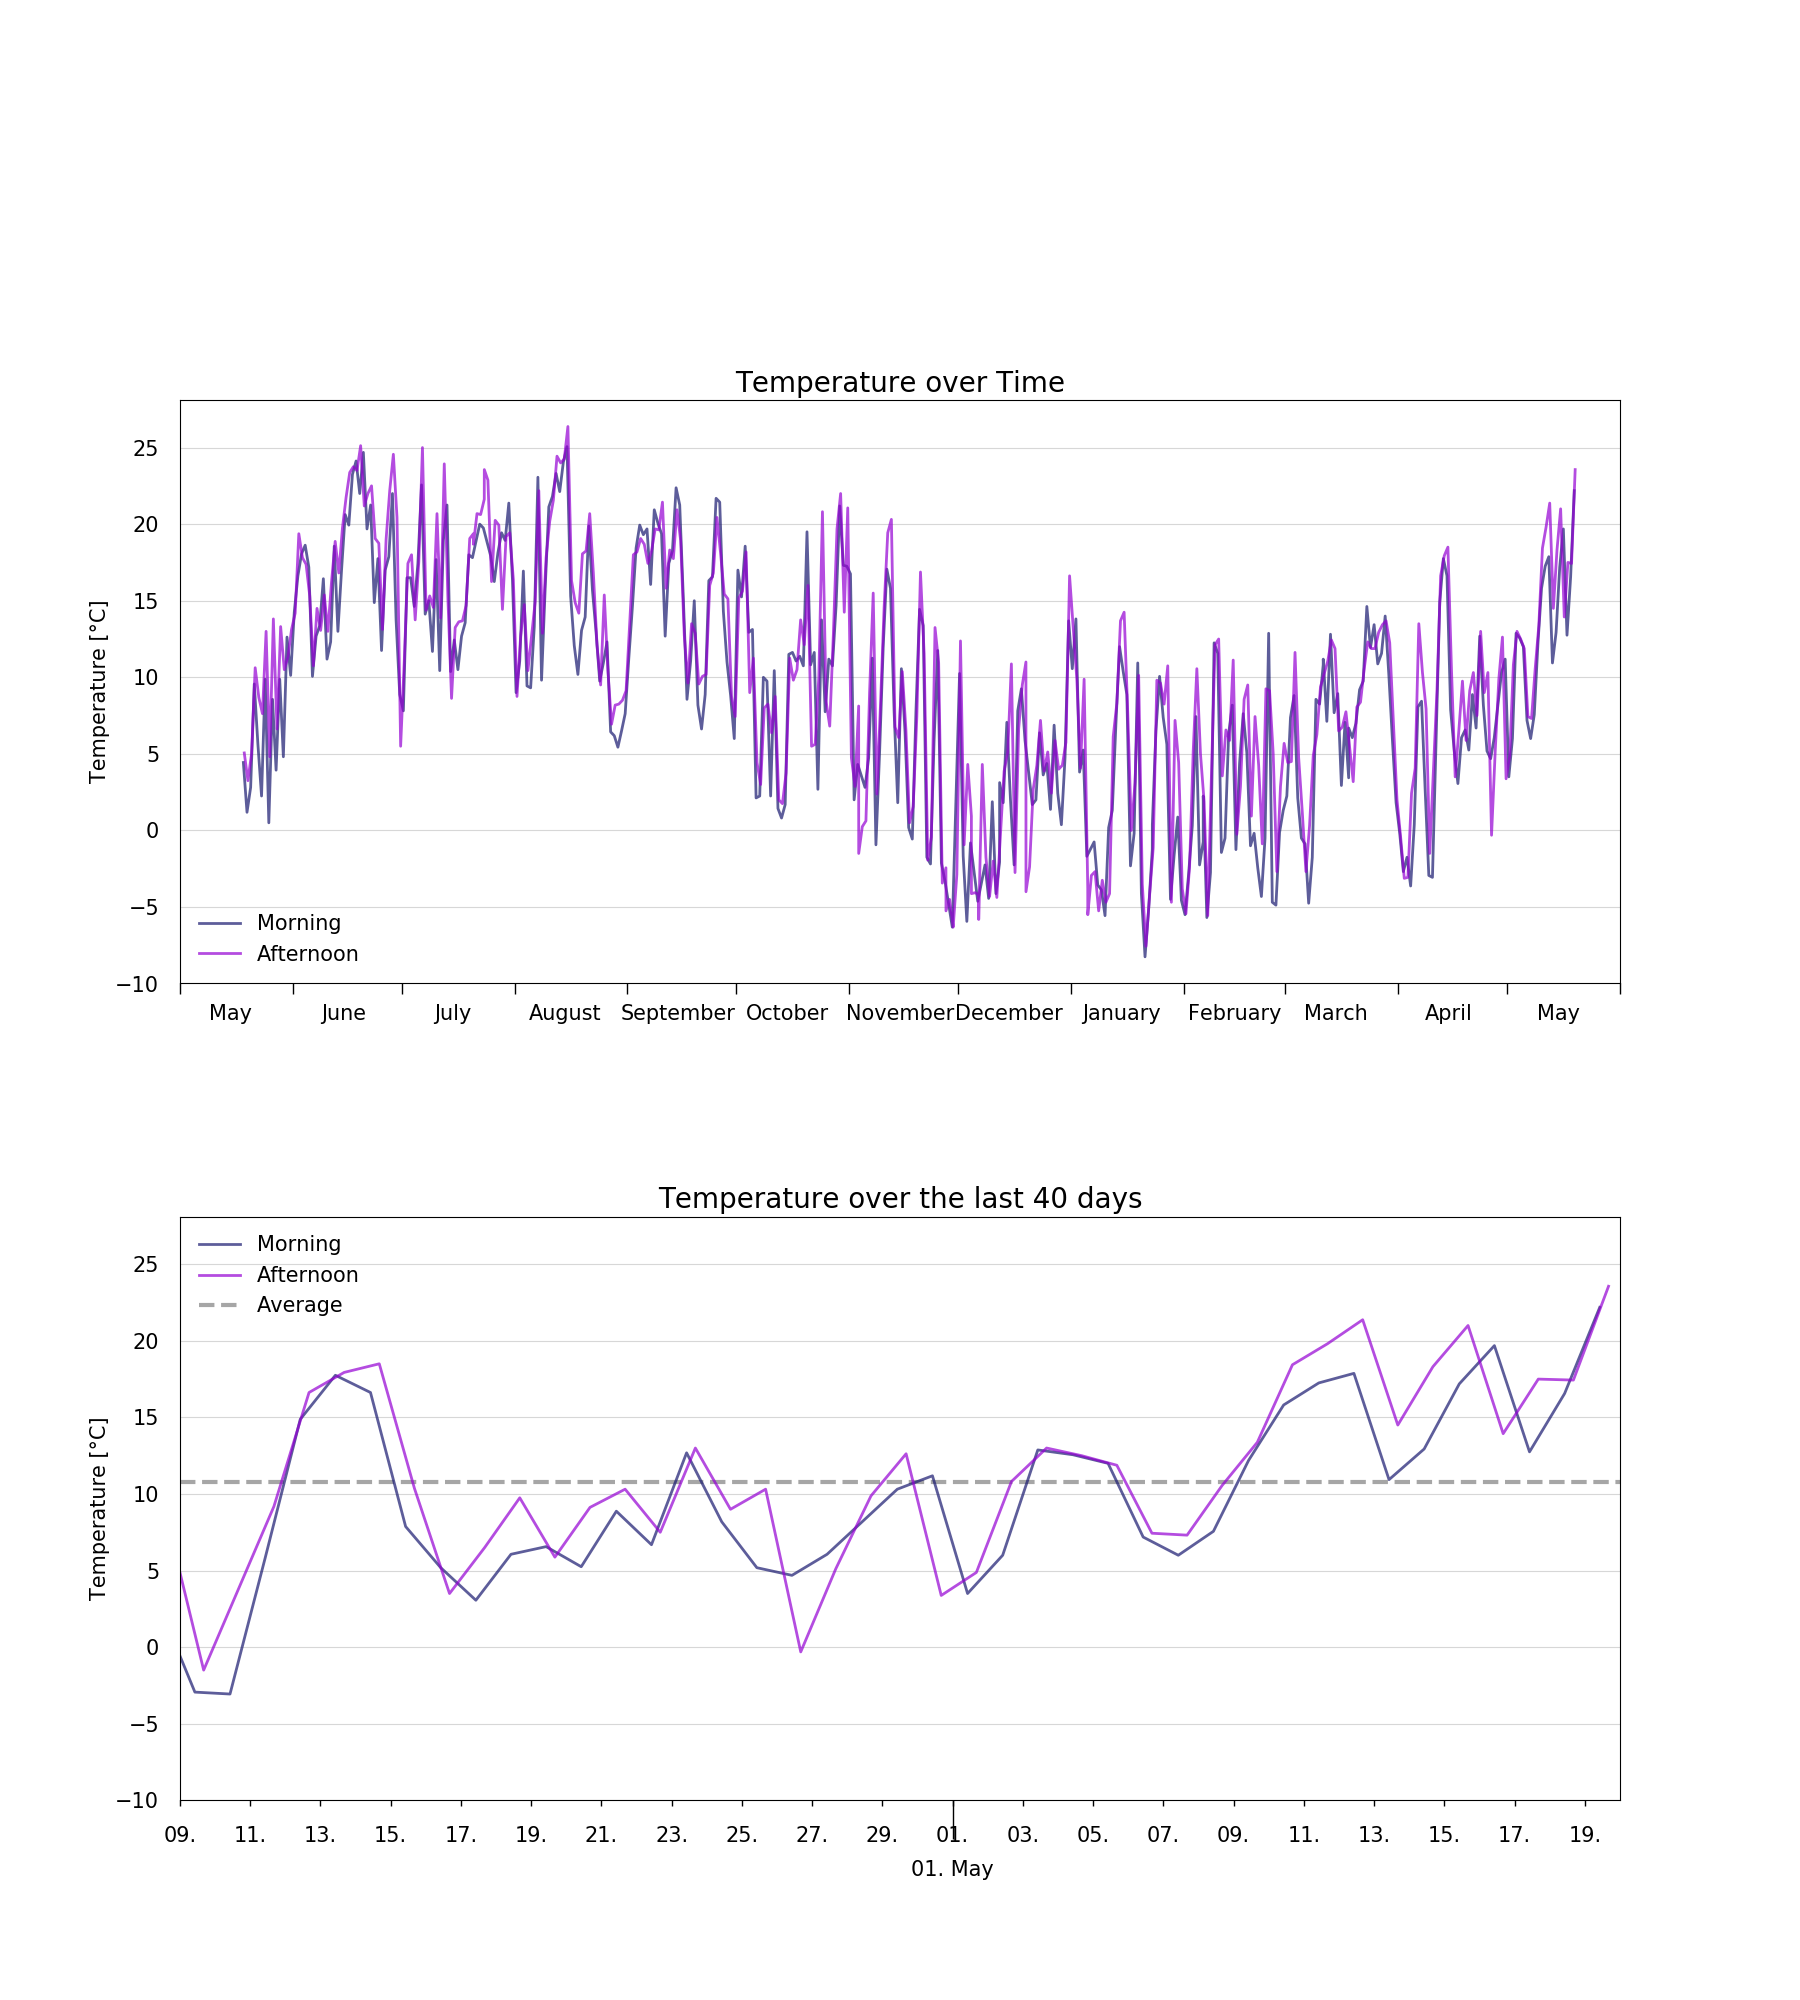 Temperature over Time
Temperature [°C]
25
20
15
10
5
0
−5
−10
Morning
Afternoon
May June July August September October November December January February March April May
Temperature over the last 40 days
Temperature [°C]
25
20
15
10
5
0
−5
−10
Morning
Afternoon
Average
09. 11. 13. 15. 17. 19. 21. 23. 25. 27. 29. 01. 03. 05. 07. 09. 11. 13. 15. 17. 19.
01. May